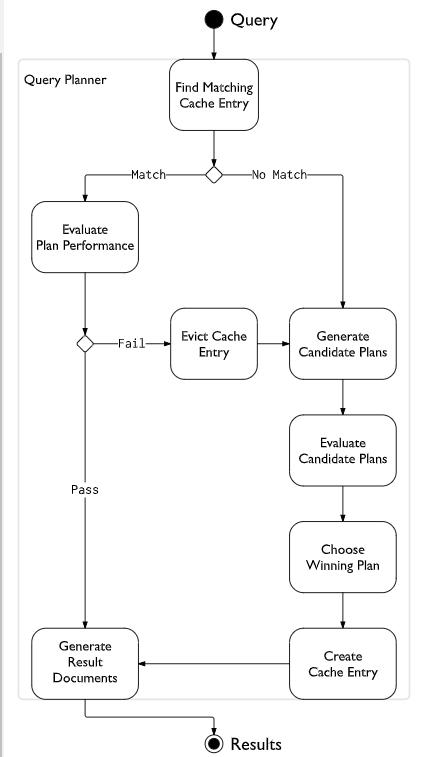 Query
Query Planner
Find Matching
Cache Entry
Match
No Match
Evaluate
Plan Performance
Fail
Evict Cache
Entry
Generate
Candidate Plans
Evaluate
Candidate Plans
Pass
Choose
Winning Plan
Generate
Result
Documents
Create
Cache Entry
Results